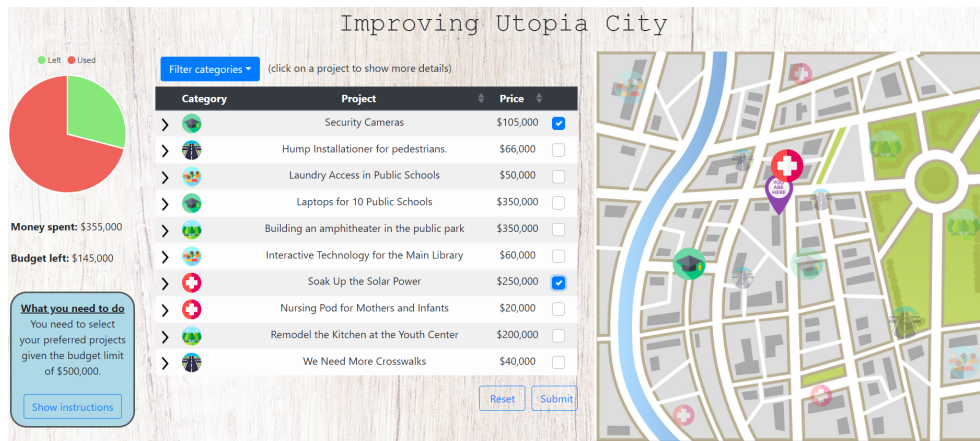 Improving Utopia City
Left Used
Filter categories (click on a project to show more details)
Category Project Price
Security Cameras $105,000
Hump Installationer for pedestrians. $66,000
Laundry Access in Public Schools $50,000
Laptops for 10 Public Schools $350,000
Building an amphitheater in the public park $350,000
Interactive Technology for the Main Library $60,000
Soak Up the Solar Power $250,000
Nursing Pod for Mothers and Infants $20,000
Remodel the Kitchen at the Youth Center $200,000
We Need More Crosswalks $40,000
Reset Submit
Money spent: $355,000
Budget left: $145,000
What you need to do
You need to select
your preferred projects
given the budget limit
of $500,000.
Show instructions
YOU
ARE
HERE